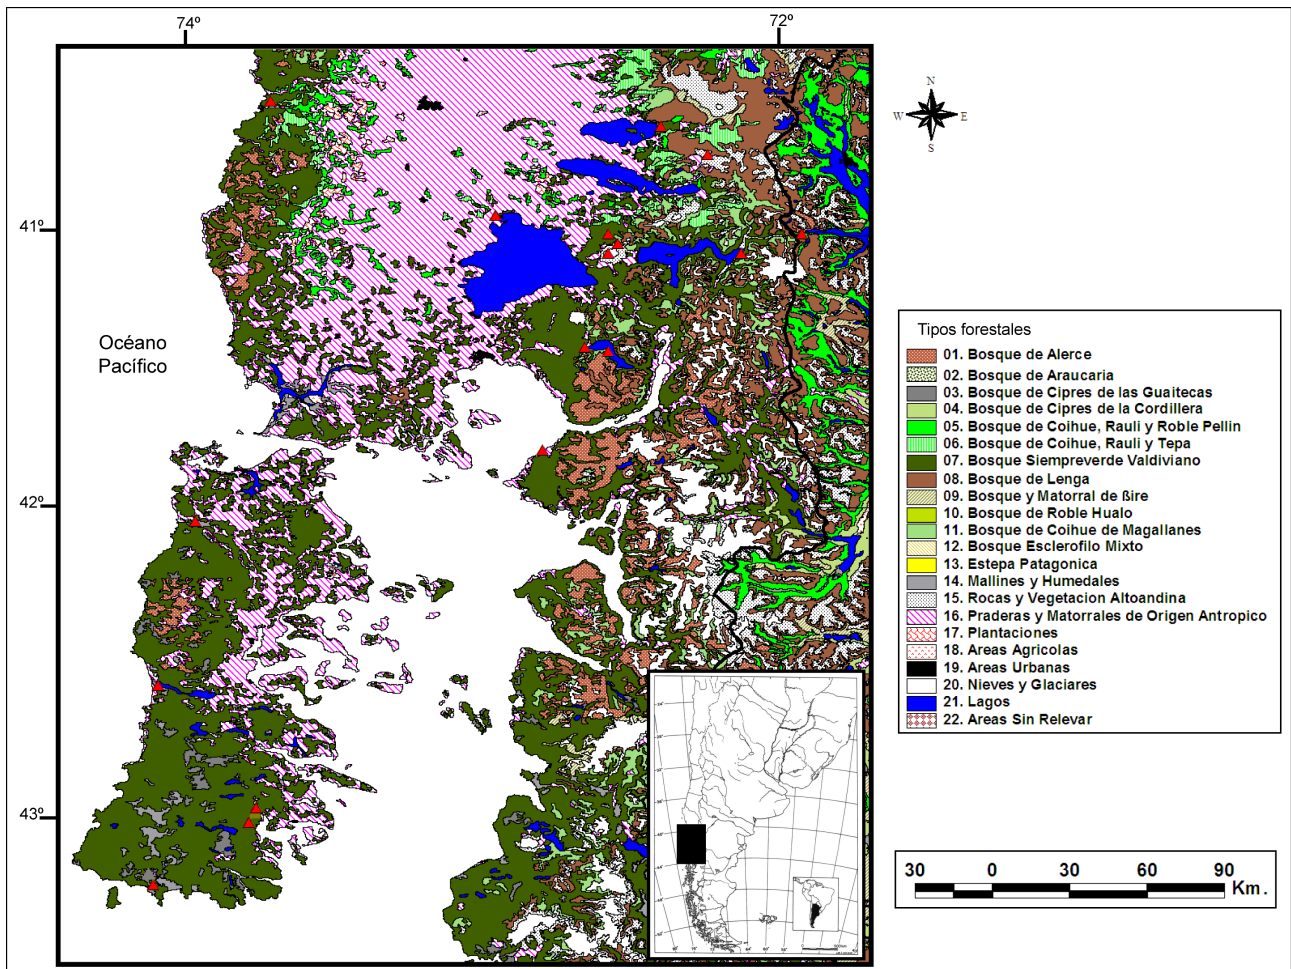 74º
72º
41º
42º
43º
Océano
Pacífico
N
W
E
S
Tipos forestales
01. Bosque de Alerce
02. Bosque de Araucaria
03. Bosque de Cipres de las Guaitecas
04. Bosque de Cipres de la Cordillera
05. Bosque de Coihue, Rauli y Roble Pellin
06. Bosque de Coihue, Rauli y Tepa
07. Bosque Siempreverde Valdiviano
08. Bosque de Lenga
09. Bosque y Matorral de ßire
10. Bosque de Roble Hualo
11. Bosque de Coihue de Magallanes
12. Bosque Esclerofilo Mixto
13. Estepa Patagonica
14. Mallines y Humedales
15. Rocas y Vegetacion Altoandina
16. Praderas y Matorrales de Origen Antropico
17. Plantaciones
18. Areas Agricolas
19. Areas Urbanas
20. Nieves y Glaciares
21. Lagos
22. Areas Sin Relevar
30 0 30 60 90
Km.